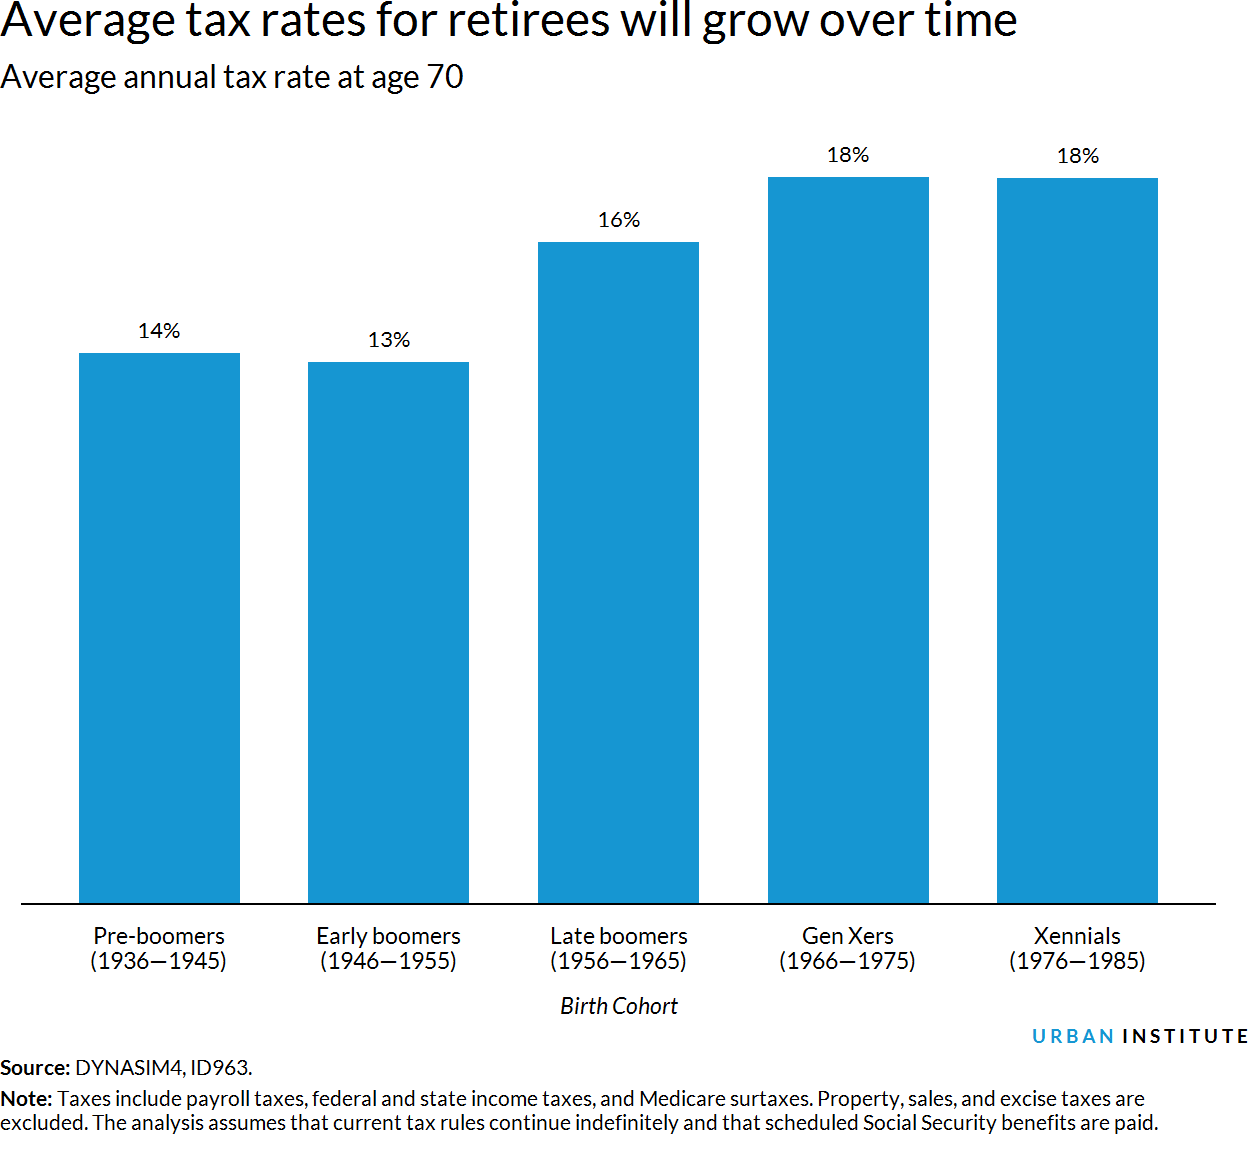 Average tax rates for retirees will grow over time
Average annual tax rate at age 70
14%
13%
16%
18%
18%
Pre-boomers
(1936—1945)
Early boomers
(1946—1955)
Late boomers
(1956—1965)
Gen Xers
(1966—1975)
Xennials
(1976—1985)
Birth Cohort
URBAN INSTITUTE
Source: DYNASIM4, ID963.
Note: Taxes include payroll taxes, federal and state income taxes, and Medicare surtaxes. Property, sales, and excise taxes are
excluded. The analysis assumes that current tax rules continue indefinitely and that scheduled Social Security benefits are paid.